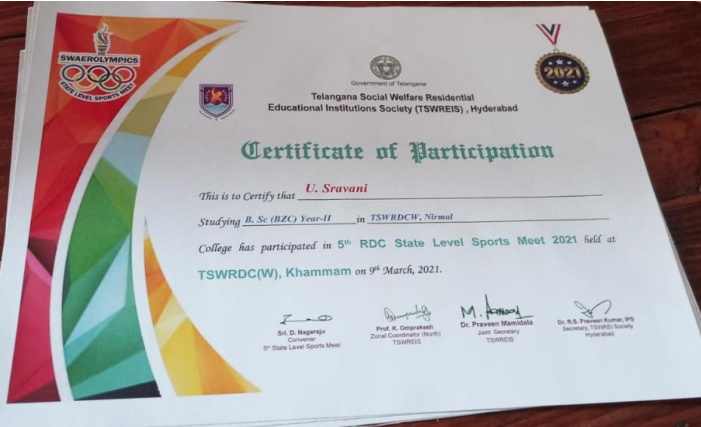 SWAEROLYMPICS
STATE LEVEL SPORTS MEET
2021
Government of Telangana
Telangana Social Welfare Residential
Educational Institutions Society (TSWREIS) , Hyderabad
Certificate of Participation
This is to Certify that U. Sravani
Studying B. Sc (BZC) Year-II in TSWRDCW, Nirmal
College has participated in 5th RDC State Level Sports Meet 2021 held at
TSWRDC(W), Khammam on 9th March, 2021.
Sri. D. Nagaraju
Convener
5th State Level Sports Meet
Prof. K. Omprakash
Zonal Coordinator (North)
TSWREIS
Dr. Praveen Mamidala
Joint Secretary
TSWREIS
Dr. R.S. Praveen Kumar, IPS
Secretary, TSWREI Society
Hyderabad